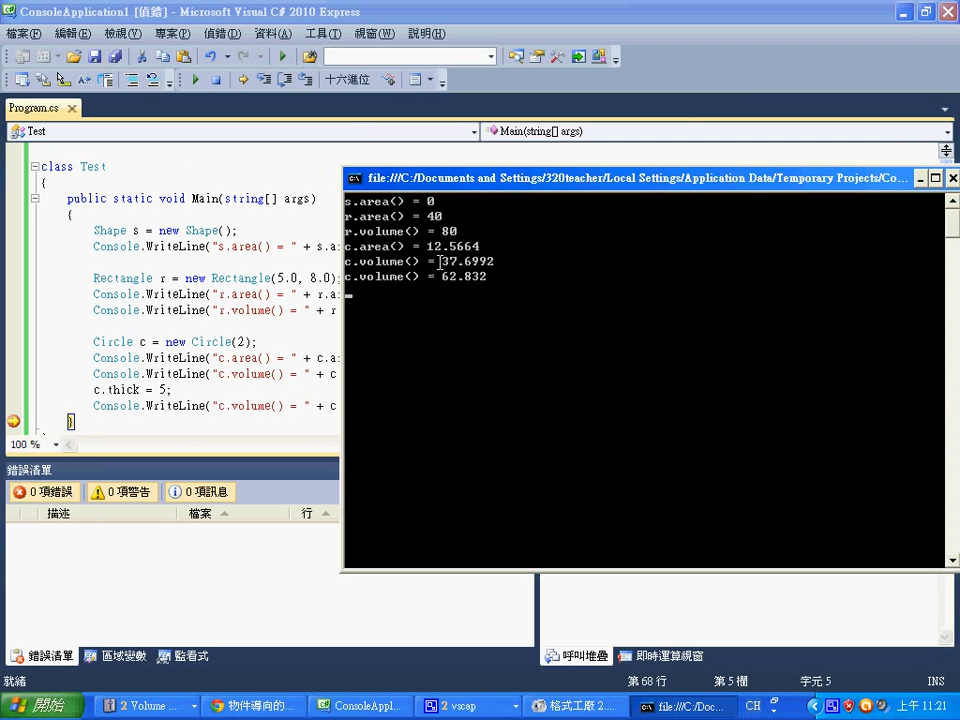 ConsoleApplication1 [偵錯] - Microsoft Visual C# 2010 Express
檔案(F) 編輯(E) 檢視(V) 專案(P) 偵錯(D) 資料(A) 工具(T) 視窗(W) 說明(H)
十六進位
Program.cs
Test
Main(string[] args)
class Test
{
public static void Main(string[] args)
{
Shape s = new Shape();
Console.WriteLine("s.area() = " + s.a
Rectangle r = new Rectangle(5.0, 8.0);
Console.WriteLine("r.area() = " + r.a
Console.WriteLine("r.volume() = " + r
Circle c = new Circle(2);
Console.WriteLine("c.area() = " + c.a
Console.WriteLine("c.volume() = " + c
c.thick = 5;
Console.WriteLine("c.volume() = " + c
}
100 %
file:///C:/Documents and Settings/320teacher/Local Settings/Application Data/Temporary Projects/Co...
s.area() = 0
r.area() = 40
r.volume() = 80
c.area() = 12.5664
c.volume() = 37.6992
c.volume() = 62.832
錯誤清單
0 項錯誤 0 項警告 0 項訊息
描述 檔案 行
錯誤清單 區域變數 監看式
呼叫堆疊 即時運算視窗
就緒 第 68 行 第 5 欄 字元 5 INS
開始 2 Volume ... 物件導向的... ConsoleAppl... 2 vscap 格式工廠 2... file:///C:/Doc... CH 上午 11:21